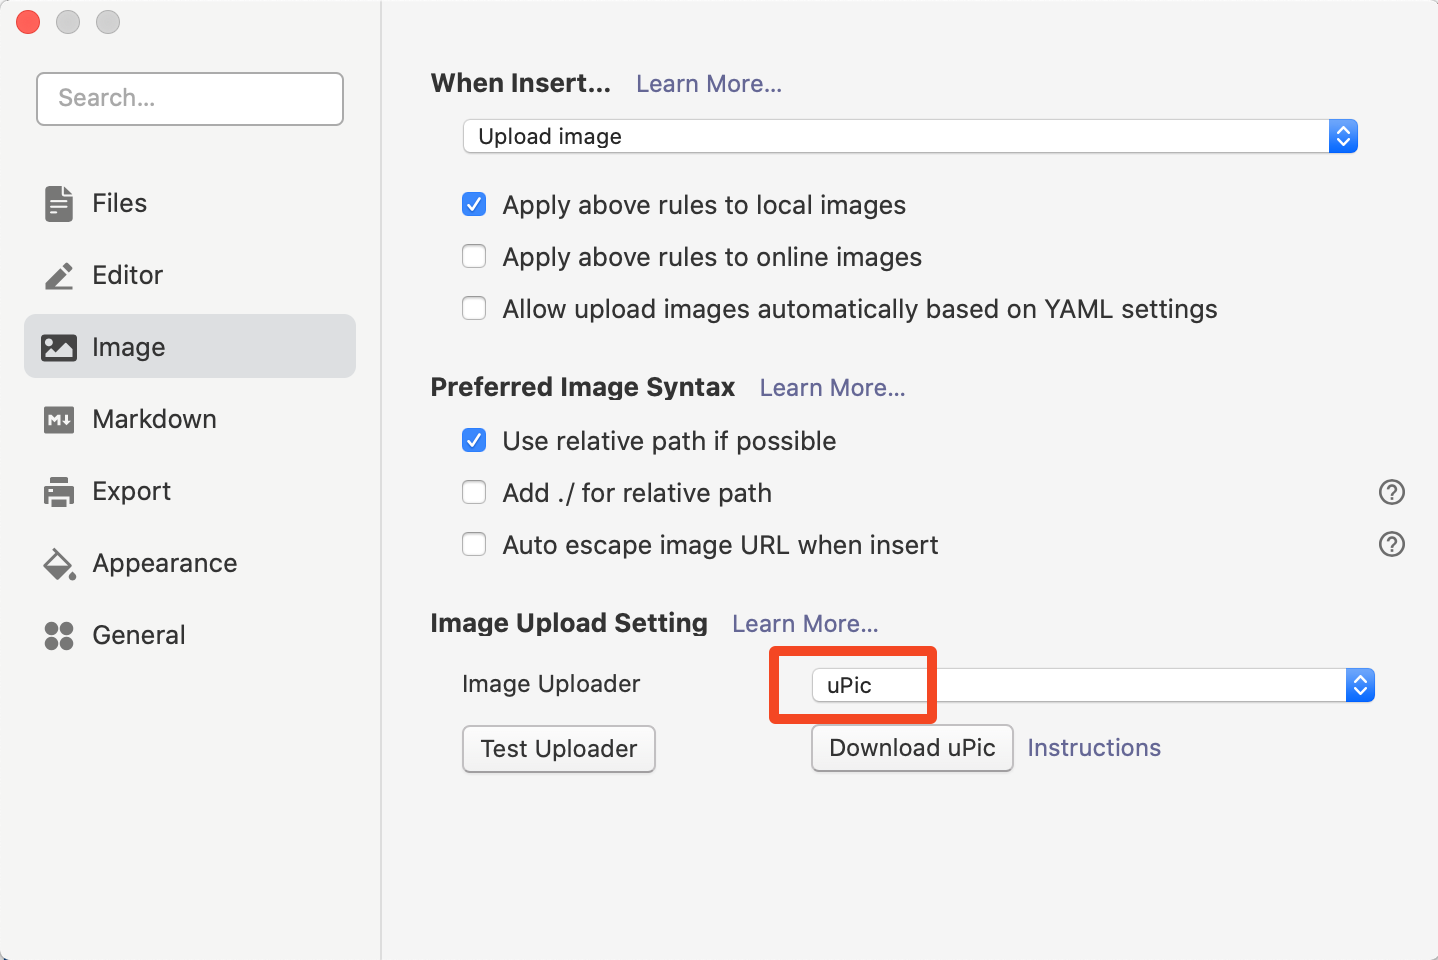 Search...
Files
Editor
Image
Markdown
Export
Appearance
General
When Insert... Learn More...
Upload image
Apply above rules to local images
Apply above rules to online images
Allow upload images automatically based on YAML settings
Preferred Image Syntax Learn More...
Use relative path if possible
Add ./ for relative path ?
Auto escape image URL when insert ?
Image Upload Setting Learn More...
Image Uploader uPic
Test Uploader Download uPic Instructions